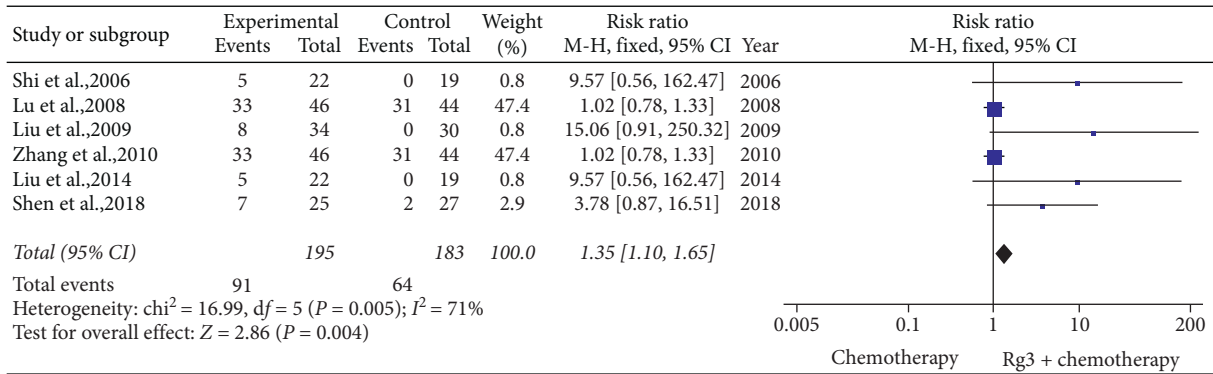 Study or subgroup Experimental Control Weight Risk ratio Risk ratio
Events Total Events Total (%) M-H, fixed, 95% CI Year M-H, fixed, 95% CI
Shi et al.,2006 5 22 0 19 0.8 9.57 [0.56, 162.47] 2006
Lu et al.,2008 33 46 31 44 47.4 1.02 [0.78, 1.33] 2008
Liu et al.,2009 8 34 0 30 0.8 15.06 [0.91, 250.32] 2009
Zhang et al.,2010 33 46 31 44 47.4 1.02 [0.78, 1.33] 2010
Liu et al.,2014 5 22 0 19 0.8 9.57 [0.56, 162.47] 2014
Shen et al.,2018 7 25 2 27 2.9 3.78 [0.87, 16.51] 2018
Total (95% CI) 195 183 100.0 1.35 [1.10, 1.65]
Total events 91 64
Heterogeneity: chi² = 16.99, df = 5 (P = 0.005); I² = 71%
Test for overall effect: Z = 2.86 (P = 0.004)
0.005 0.1 1 10 200
Chemotherapy Rg3 + chemotherapy